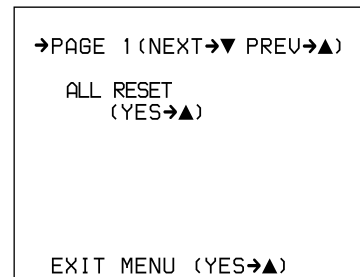 →PAGE 1(NEXT→▼ PREV→▲)
ALL RESET
(YES→▲)
EXIT MENU (YES→▲)